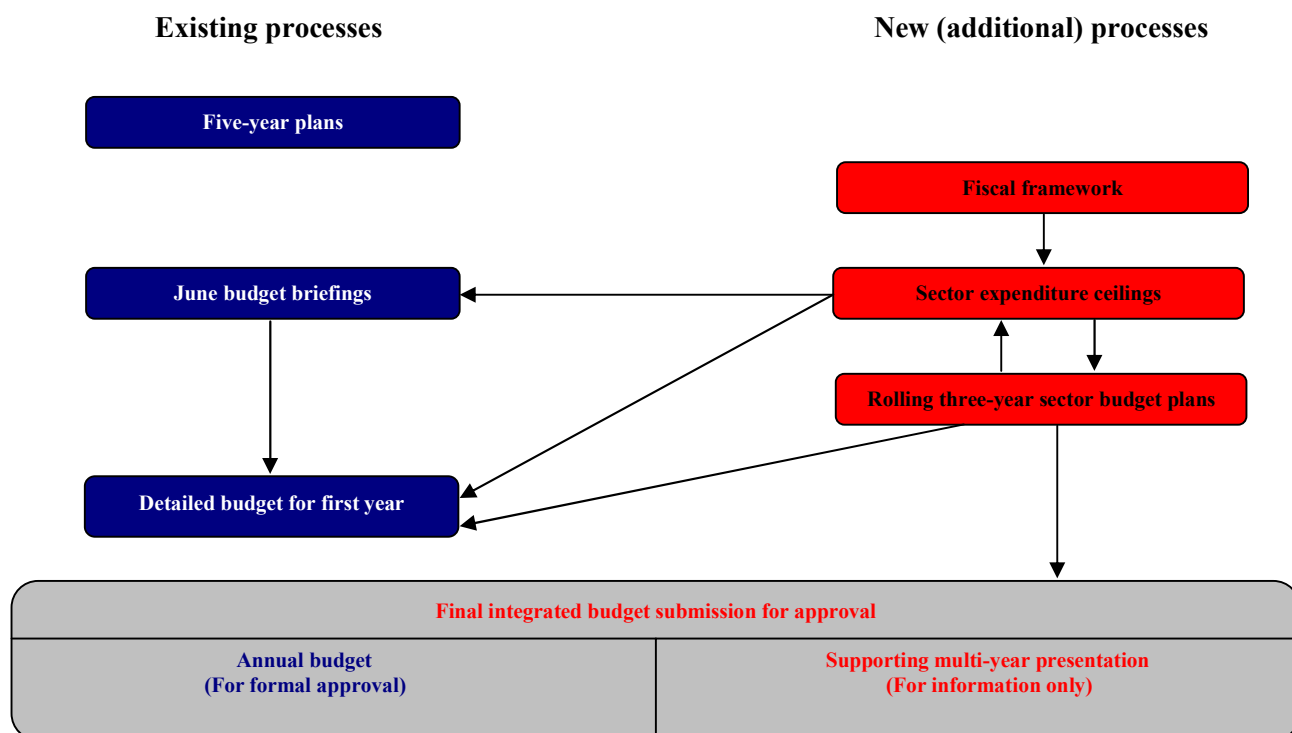 Existing processes
New (additional) processes
Five-year plans
Fiscal framework
June budget briefings
Sector expenditure ceilings
Rolling three-year sector budget plans
Detailed budget for first year
Final integrated budget submission for approval
Annual budget
(For formal approval)
Supporting multi-year presentation
(For information only)